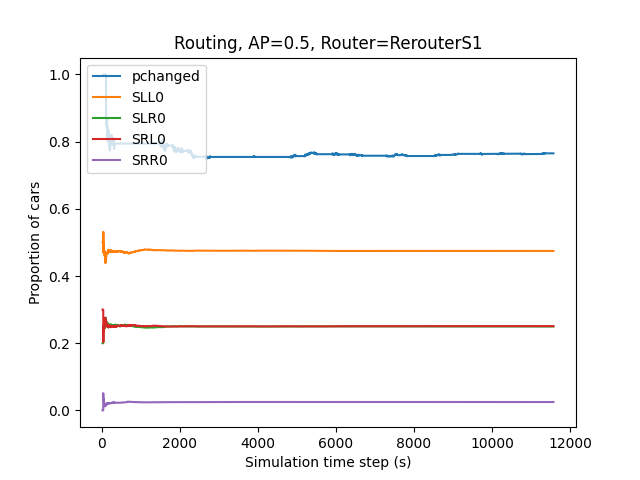 Routing, AP=0.5, Router=RerouterS1
pchanged
SLL0
SLR0
SRL0
SRR0
1.0
0.8
0.6
0.4
0.2
0.0
Proportion of cars
0 2000 4000 6000 8000 10000 12000
Simulation time step (s)